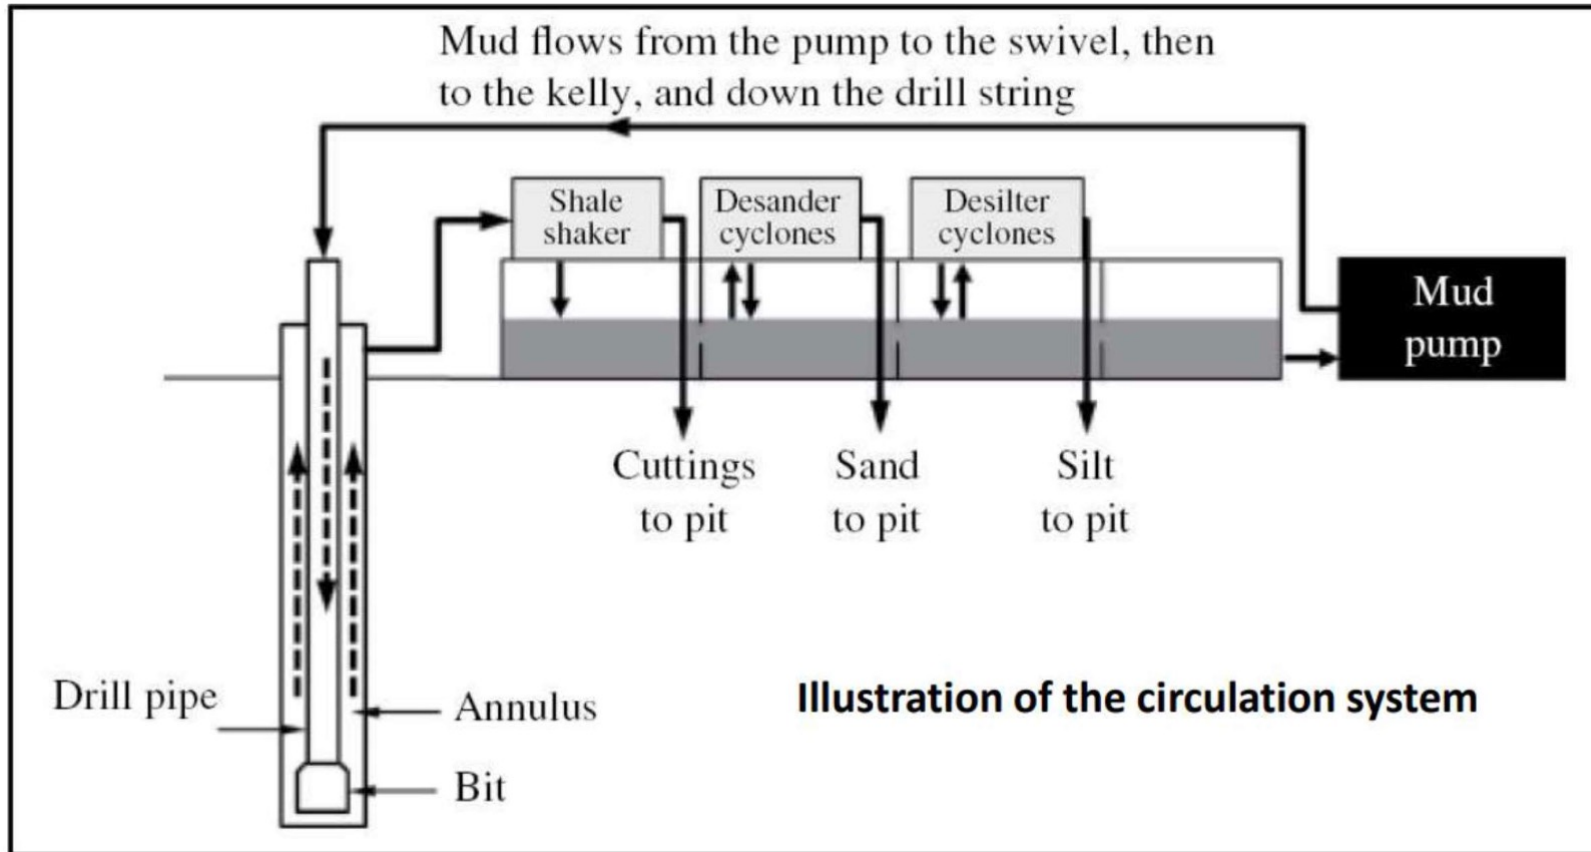 Mud flows from the pump to the swivel, then
to the kelly, and down the drill string
Shale
shaker
Desander
cyclones
Desilter
cyclones
Mud
pump
Cuttings
to pit
Sand
to pit
Silt
to pit
Drill pipe
Annulus
Bit
Illustration of the circulation system